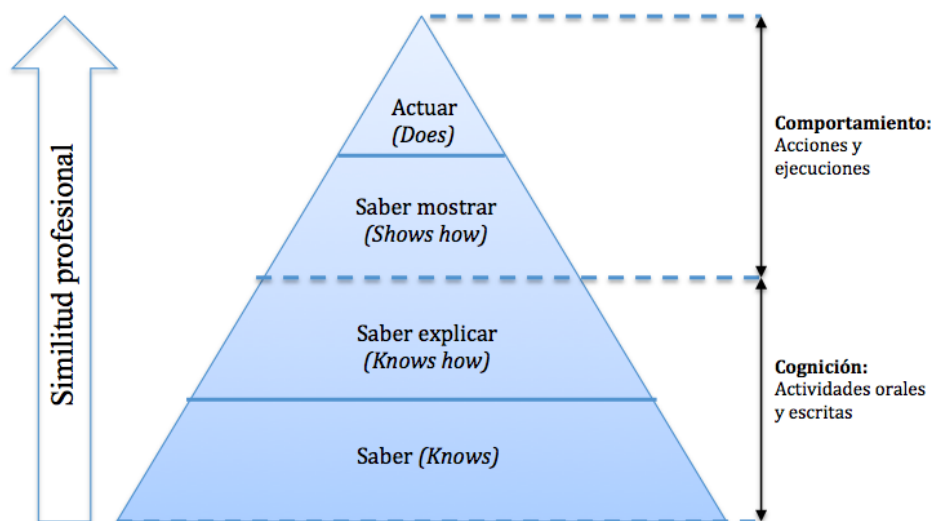 Similitud profesional
Actuar
(Does)
Saber mostrar
(Shows how)
Saber explicar
(Knows how)
Saber (Knows)
Comportamiento:
Acciones y
ejecuciones
Cognición:
Actividades orales
y escritas